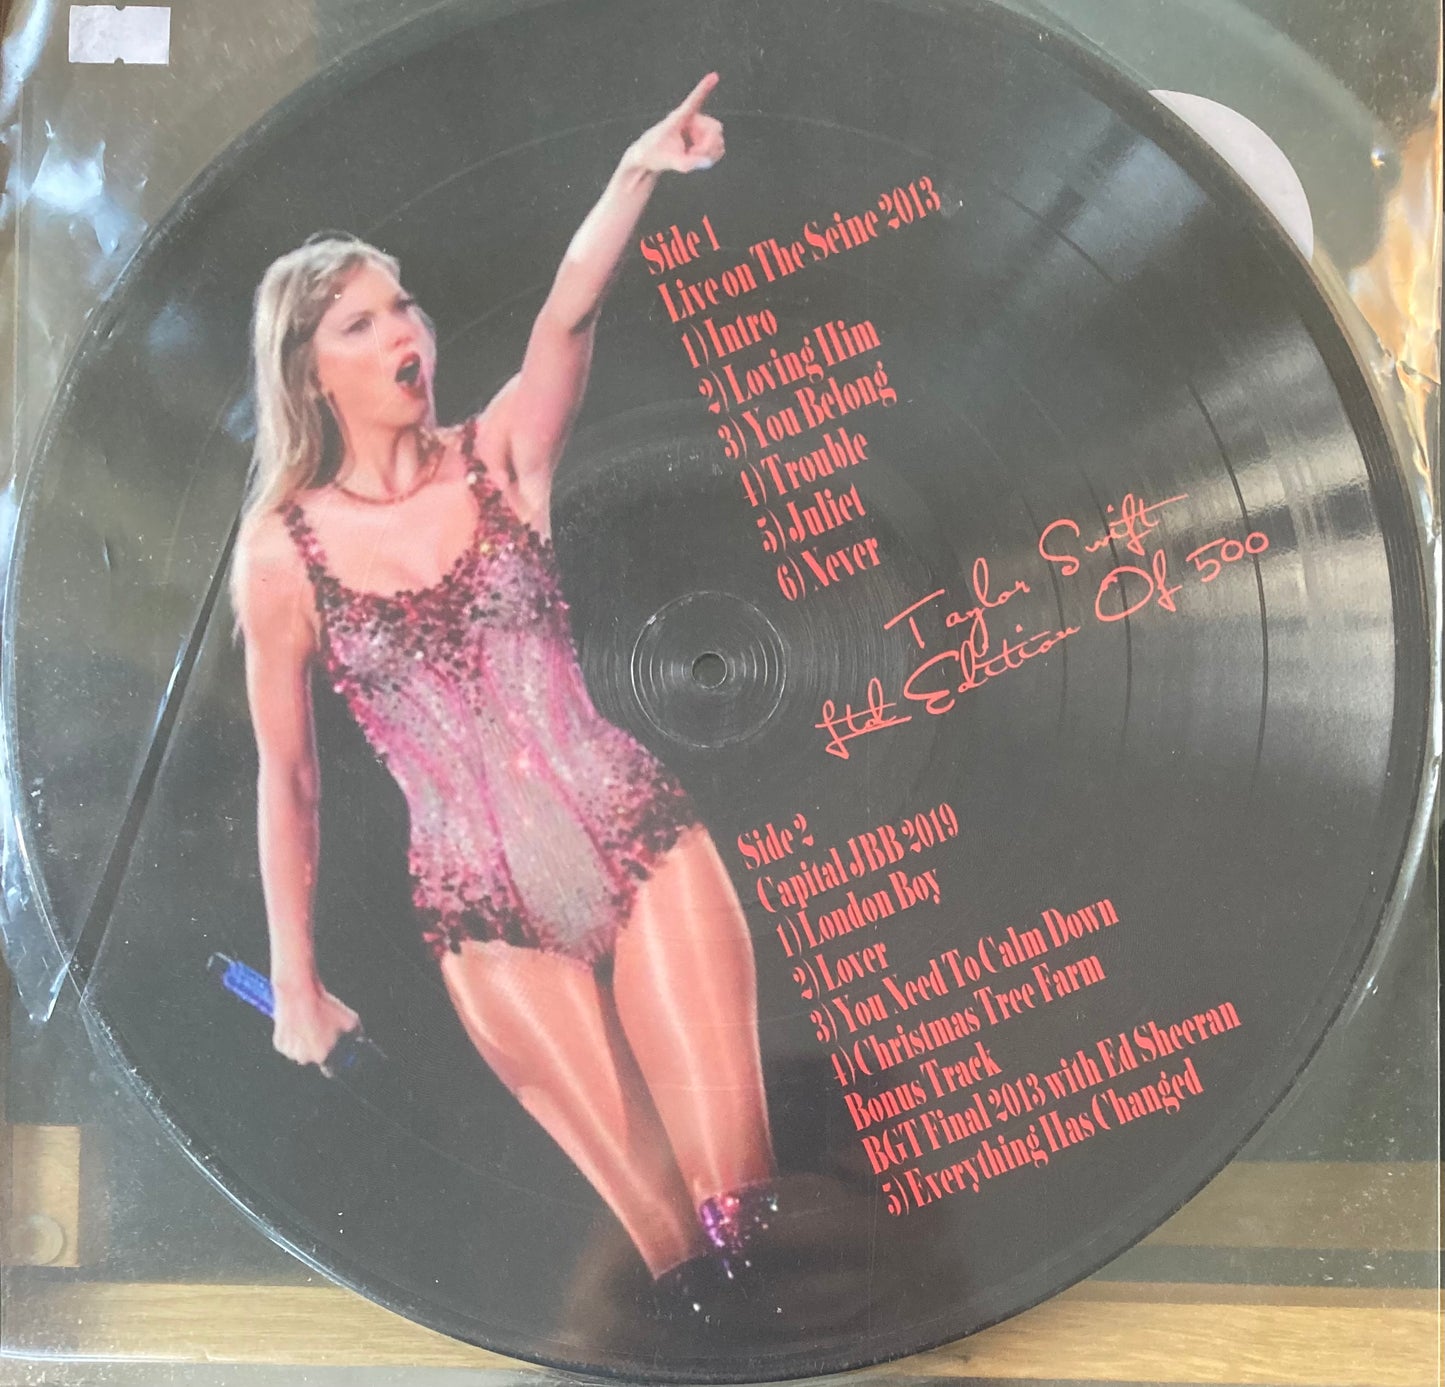 Side 1
Live on The Seine 2013
1) Intro
2) Loving Him
3) You Belong
4) Trouble
5) Juliet
6) Never
Taylor Swift
Ltd Edition Of 500
Side 2
Capital JBB 2019
1) London Boy
2) Lover
3) You Need To Calm Down
4) Christmas Tree Farm
Bonus Track
BGT Final 2013 with Ed Sheeran
5) Everything Has Changed